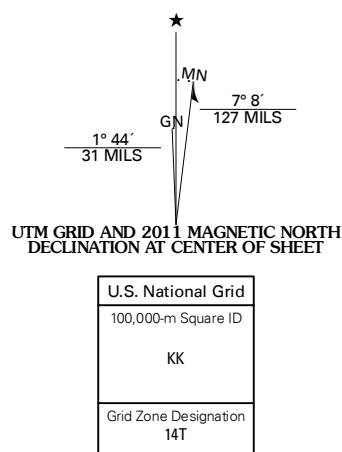 ★
MN
GN
7° 8´
127 MILS
1° 44´
31 MILS
UTM GRID AND 2011 MAGNETIC NORTH
DECLINATION AT CENTER OF SHEET
U.S. National Grid
100,000-m Square ID
KK
Grid Zone Designation
14T